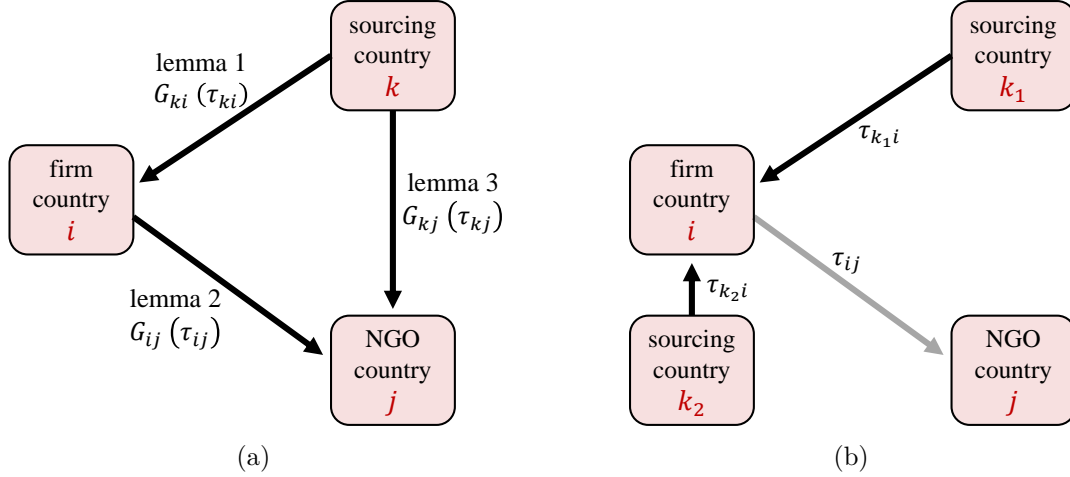 sourcing
country
k
lemma 1
G_{ki} (τ_{ki})
firm
country
i
lemma 3
G_{kj} (τ_{kj})
lemma 2
G_{ij} (τ_{ij})
NGO
country
j
(a)
sourcing
country
k_1
τ_{k_1 i}
firm
country
i
τ_{ij}
τ_{k_2 i}
sourcing
country
k_2
NGO
country
j
(b)